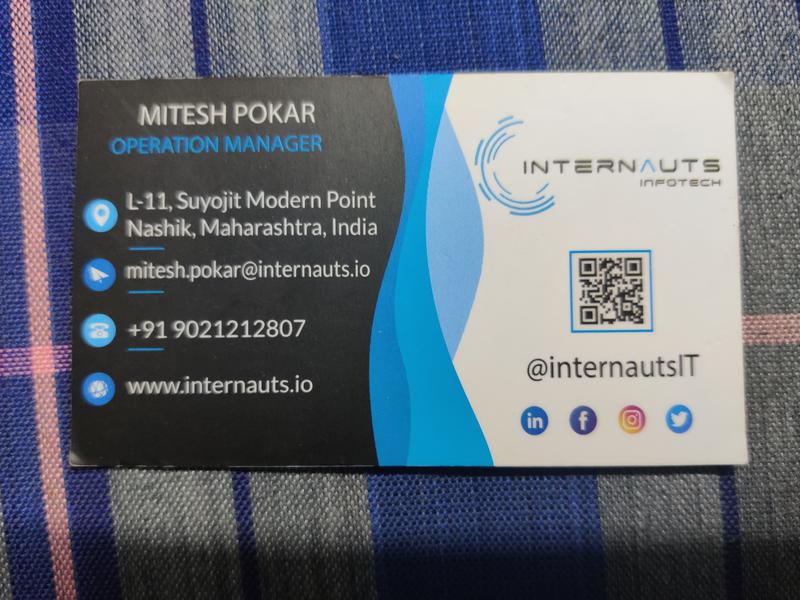 MITESH POKAR
OPERATION MANAGER
L-11, Suyojit Modern Point
Nashik, Maharashtra, India
mitesh.pokar@internauts.io
+91 9021212807
www.internauts.io
INTERNAUTS
INFOTECH
@internautsIT